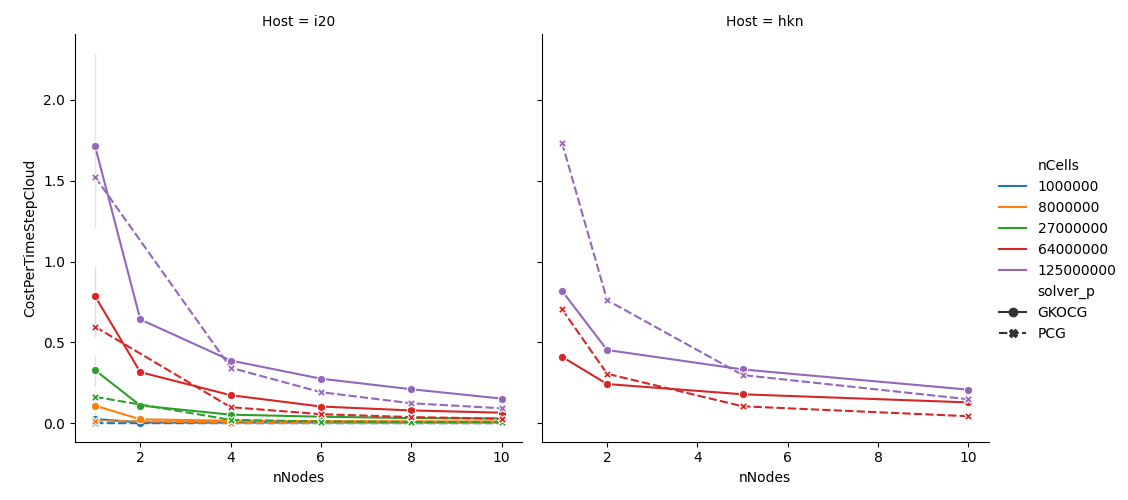 Host = i20
Host = hkn
CostPerTimeStepCloud
2.0
1.5
1.0
0.5
0.0
2
4
6
8
10
nNodes
2
4
6
8
10
nNodes
nCells
1000000
8000000
27000000
64000000
125000000
solver_p
GKOCG
PCG